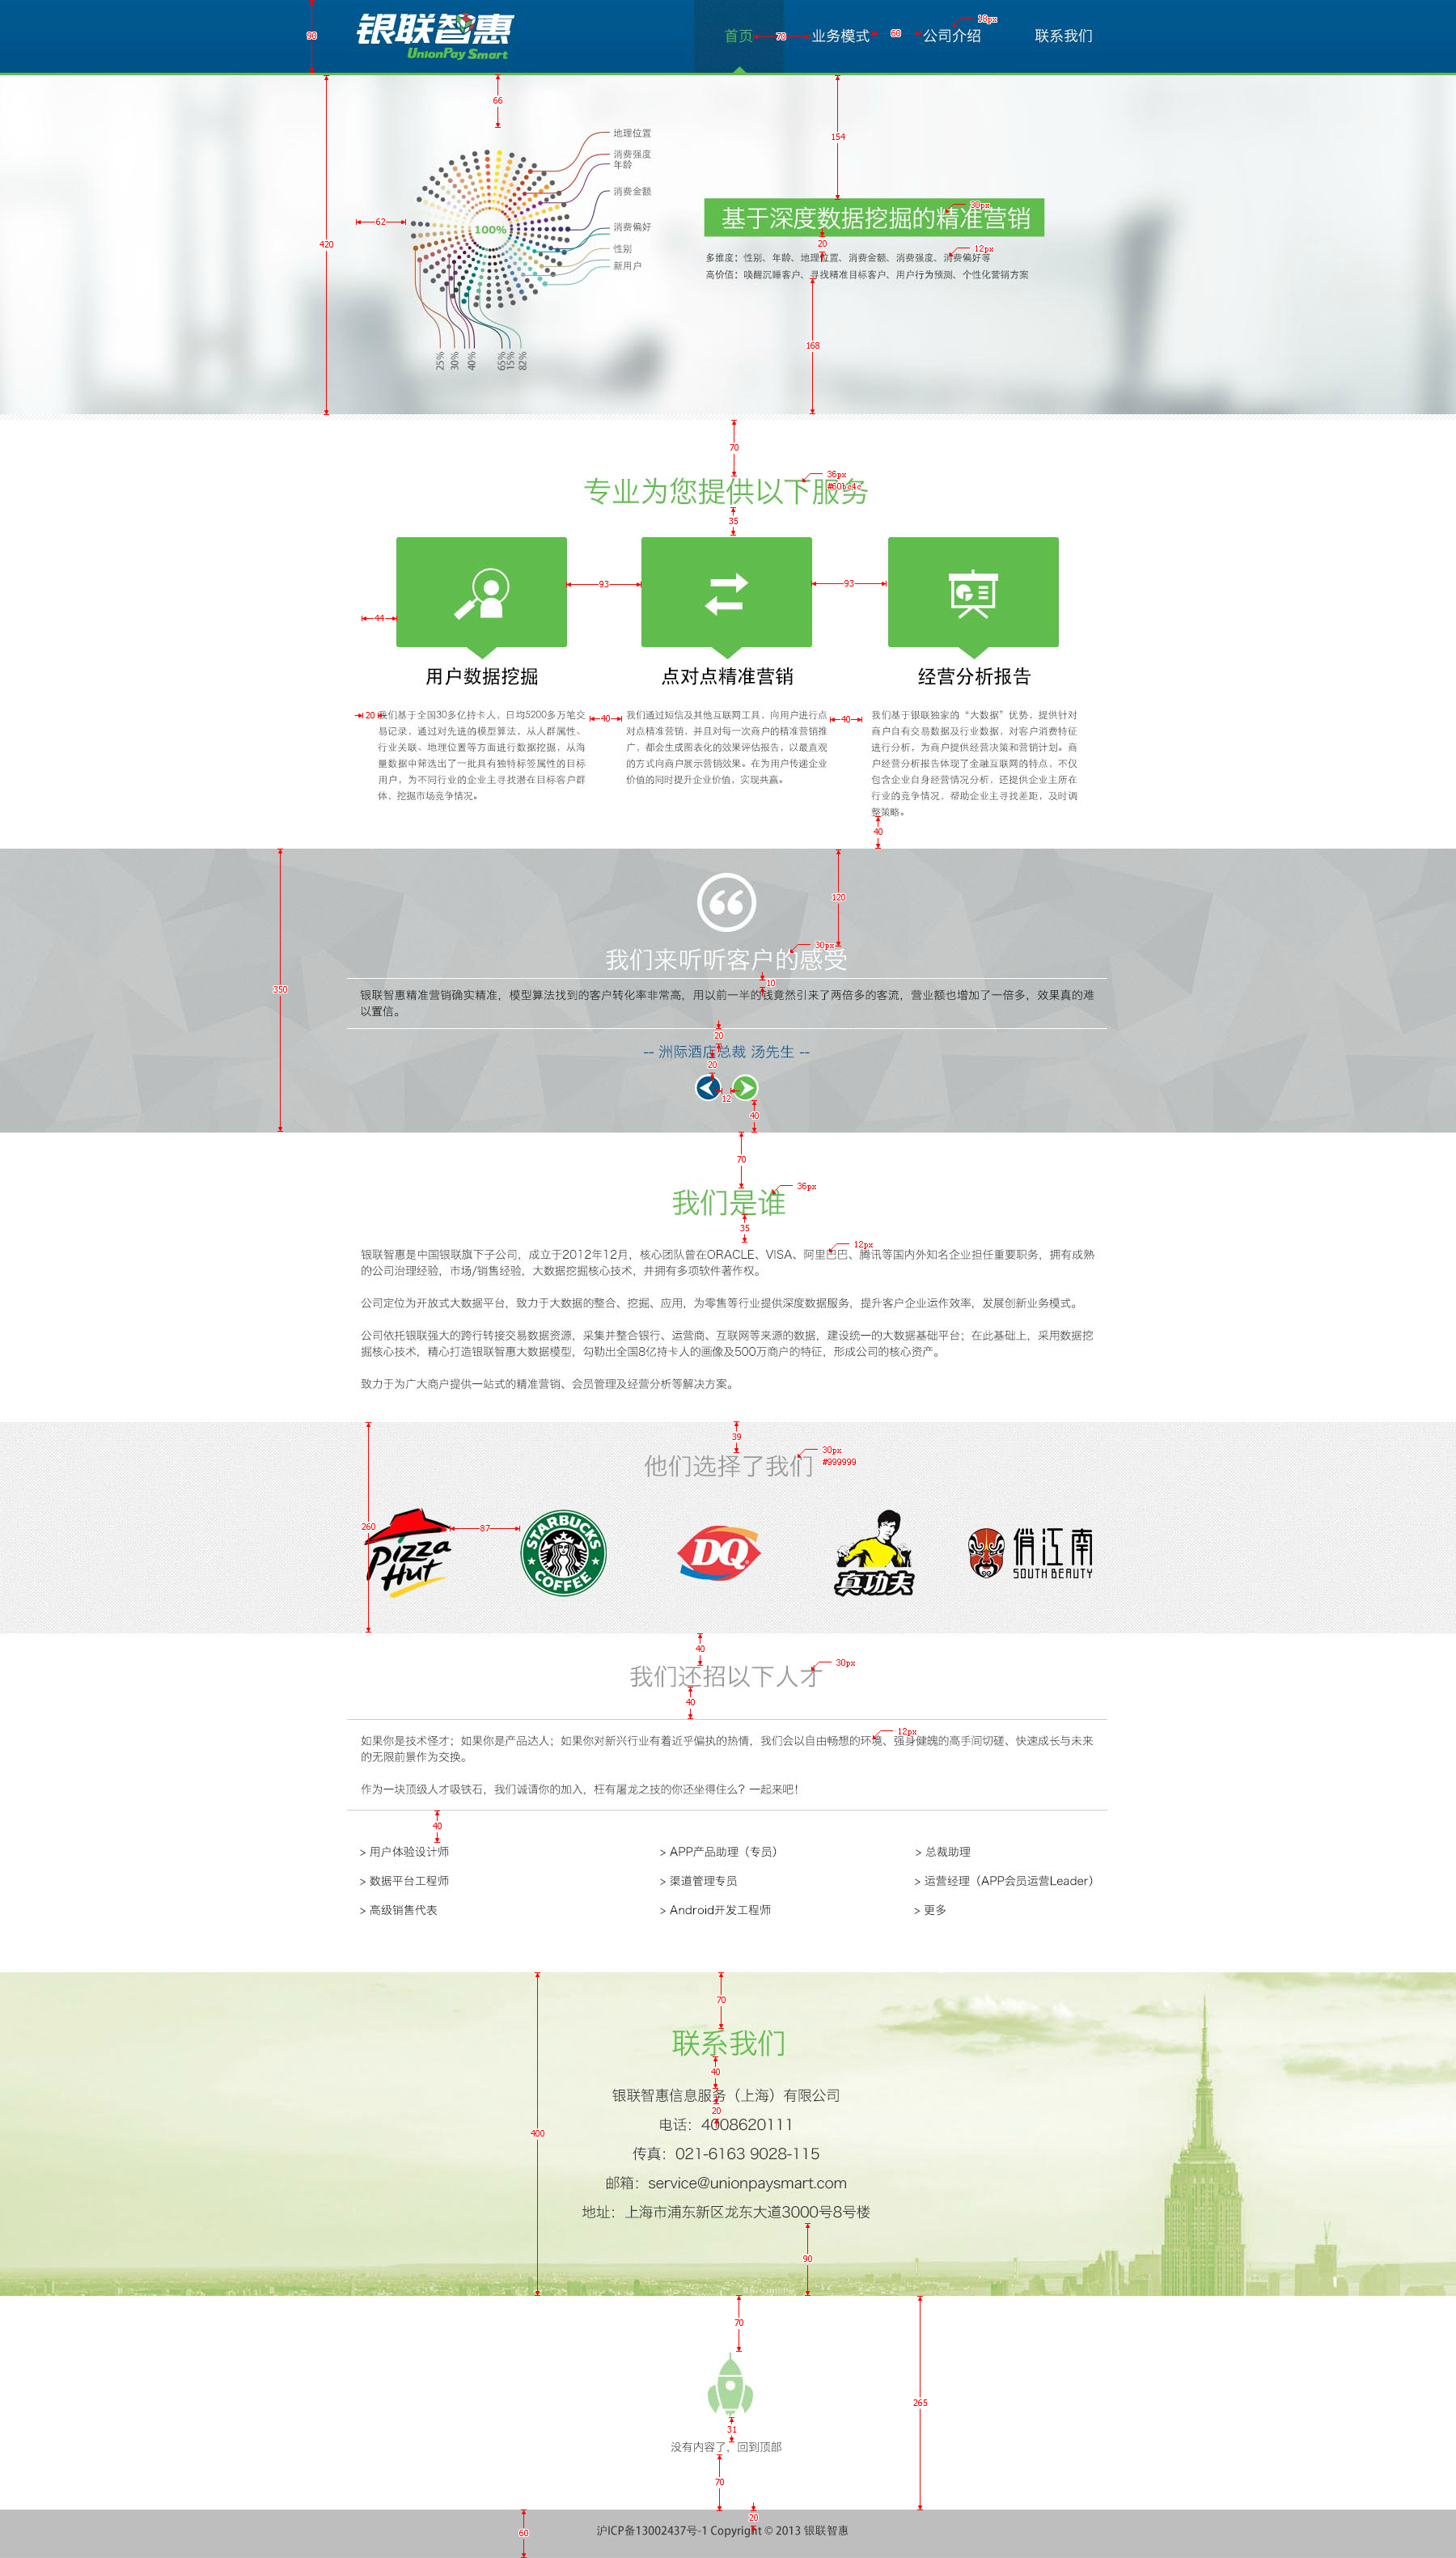 银联智惠
UnionPay Smart
首页 业务模式 公司介绍 联系我们
90
70
60
18px
66
154
62
420
地理位置
消费强度
年龄
消费金额
消费偏好
性别
新用户
100%
25% 30% 40% 65% 15% 82%
基于深度数据挖掘的精准营销
30px
20
12px
多维度：性别、年龄、地理位置、消费金额、消费强度、消费偏好等
高价值：唤醒沉睡客户、寻找精准目标客户、用户行为预测、个性化营销方案
168
70
专业为您提供以下服务
36px
#60be4c
35
93
93
44
用户数据挖掘
点对点精准营销
经营分析报告
20
我们基于全国30多亿持卡人，日均5200多万笔交
易记录，通过对先进的模型算法，从人群属性、
行业关联、地理位置等方面进行数据挖掘，从海
量数据中筛选出了一批具有独特标签属性的目标
用户，为不同行业的企业主寻找潜在目标客户群
体，挖掘市场竞争情况。
40
我们通过短信及其他互联网工具，向用户进行点
对点精准营销，并且对每一次商户的精准营销推
广，都会生成图表化的效果评估报告，以最直观
的方式向商户展示营销效果。在为用户传递企业
价值的同时提升企业价值，实现共赢。
40
我们基于银联独家的“大数据”优势，提供针对
商户自有交易数据及行业数据，对客户消费特征
进行分析，为商户提供经营决策和营销计划。商
户经营分析报告体现了金融互联网的特点，不仅
包含企业自身经营情况分析，还提供企业主所在
行业的竞争情况，帮助企业主寻找差距，及时调
整策略。
40
120
350
我们来听听客户的感受
30px
10
银联智惠精准营销确实精准，模型算法找到的客户转化率非常高，用以前一半的钱竟然引来了两倍多的客流，营业额也增加了一倍多，效果真的难
以置信。
20
-- 洲际酒店总裁 汤先生 --
20
12
40
70
我们是谁
36px
35
12px
银联智惠是中国银联旗下子公司，成立于2012年12月，核心团队曾在ORACLE、VISA、阿里巴巴、腾讯等国内外知名企业担任重要职务，拥有成熟
的公司治理经验，市场/销售经验，大数据挖掘核心技术，并拥有多项软件著作权。
公司定位为开放式大数据平台，致力于大数据的整合、挖掘、应用，为零售等行业提供深度数据服务，提升客户企业运作效率，发展创新业务模式。
公司依托银联强大的跨行转接交易数据资源，采集并整合银行、运营商、互联网等来源的数据，建设统一的大数据基础平台；在此基础上，采用数据挖
掘核心技术，精心打造银联智惠大数据模型，勾勒出全国8亿持卡人的画像及500万商户的特征，形成公司的核心资产。
致力于为广大商户提供一站式的精准营销、会员管理及经营分析等解决方案。
39
他们选择了我们
30px
#999999
260
87
Pizza Hut
STARBUCKS COFFEE
DQ
真功夫
俏江南
SOUTH BEAUTY
40
我们还招以下人才
30px
40
12px
如果你是技术怪才；如果你是产品达人；如果你对新兴行业有着近乎偏执的热情，我们会以自由畅想的环境、强身健魄的高手间切磋、快速成长与未来
的无限前景作为交换。
作为一块顶级人才吸铁石，我们诚请你的加入，枉有屠龙之技的你还坐得住么？一起来吧！
40
> 用户体验设计师 > APP产品助理（专员） > 总裁助理
> 数据平台工程师 > 渠道管理专员 > 运营经理（APP会员运营Leader）
> 高级销售代表 > Android开发工程师 > 更多
70
联系我们
40
银联智惠信息服务（上海）有限公司
20
电话：4008620111
400
传真：021-6163 9028-115
邮箱：service@unionpaysmart.com
地址：上海市浦东新区龙东大道3000号8号楼
90
70
265
31
没有内容了，回到顶部
70
20
60
沪ICP备13002437号-1 Copyright © 2013 银联智惠